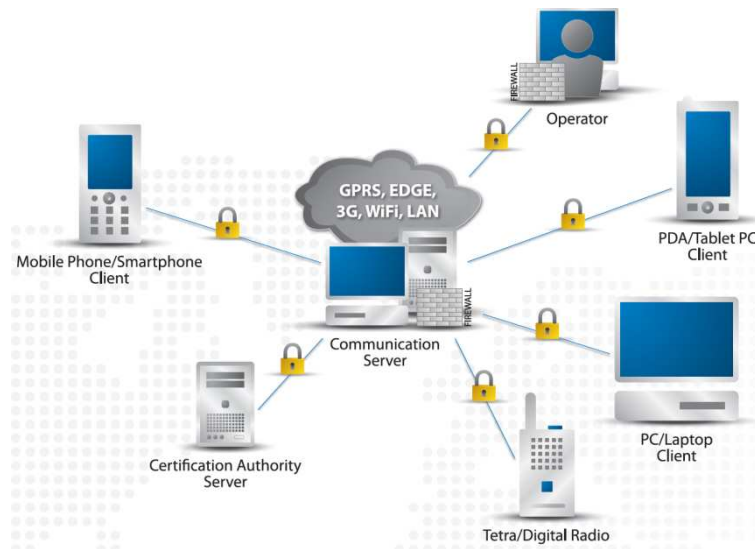 FIREWALL
Operator
GPRS, EDGE,
3G, WiFi, LAN
Mobile Phone/Smartphone
Client
PDA/Tablet PC
Client
FIREWALL
Communication
Server
PC/Laptop
Client
Certification Authority
Server
Tetra/Digital Radio